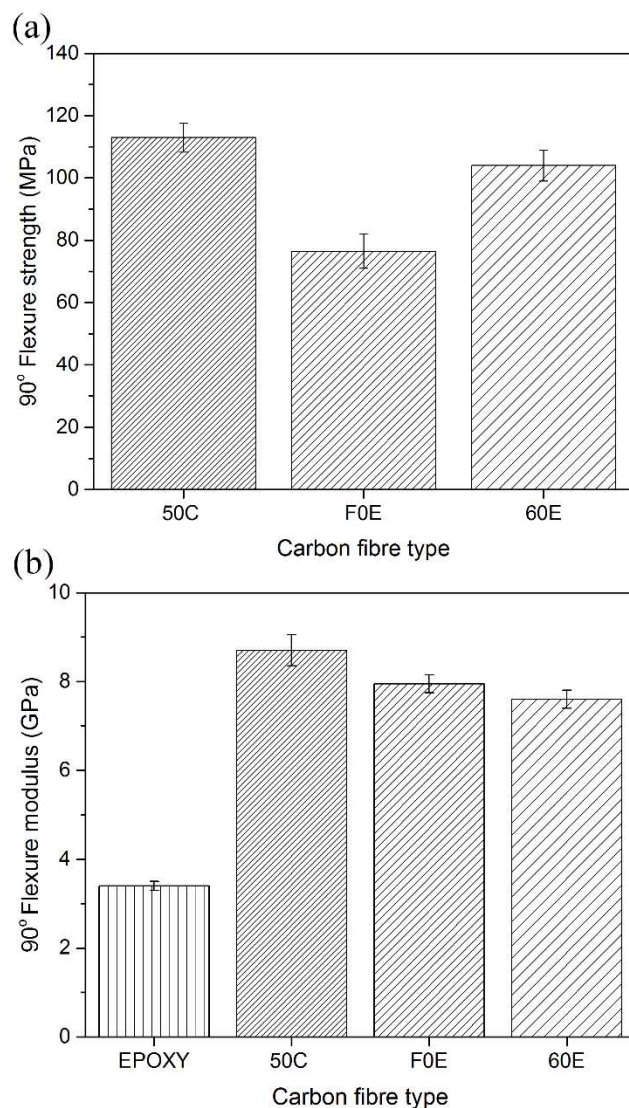 (a)
140
120
100
80
60
40
20
0
90° Flexure strength (MPa)
50C F0E 60E
Carbon fibre type
(b)
10
8
6
4
2
0
90° Flexure modulus (GPa)
EPOXY 50C F0E 60E
Carbon fibre type